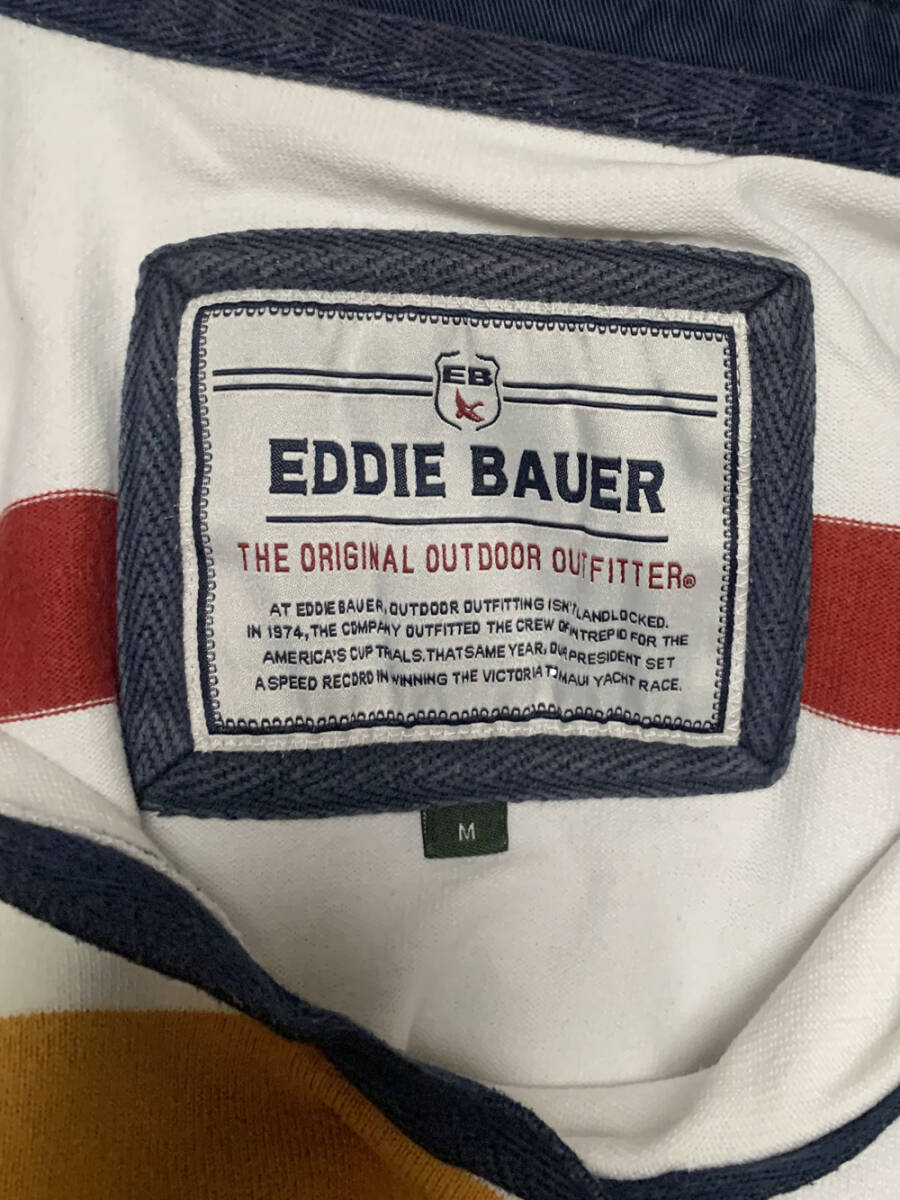 EB
EDDIE BAUER
THE ORIGINAL OUTDOOR OUTFITTER®
AT EDDIE BAUER, OUTDOOR OUTFITTING ISN'T LANDLOCKED.
IN 1974, THE COMPANY OUTFITTED THE CREW OF INTREPID FOR THE
AMERICA'S CUP TRIALS. THAT SAME YEAR, OUR PRESIDENT SET
A SPEED RECORD IN WINNING THE VICTORIA TO MAUI YACHT RACE.
M